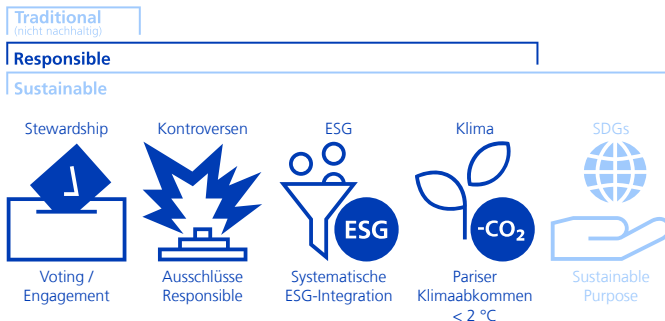 Traditional
(nicht nachhaltig)
Responsible
Sustainable
Stewardship
Kontroversen
ESG
Klima
SDGs
ESG
-CO₂
Voting /
Engagement
Ausschlüsse
Responsible
Systematische
ESG-Integration
Pariser
Klimaabkommen
< 2 °C
Sustainable
Purpose